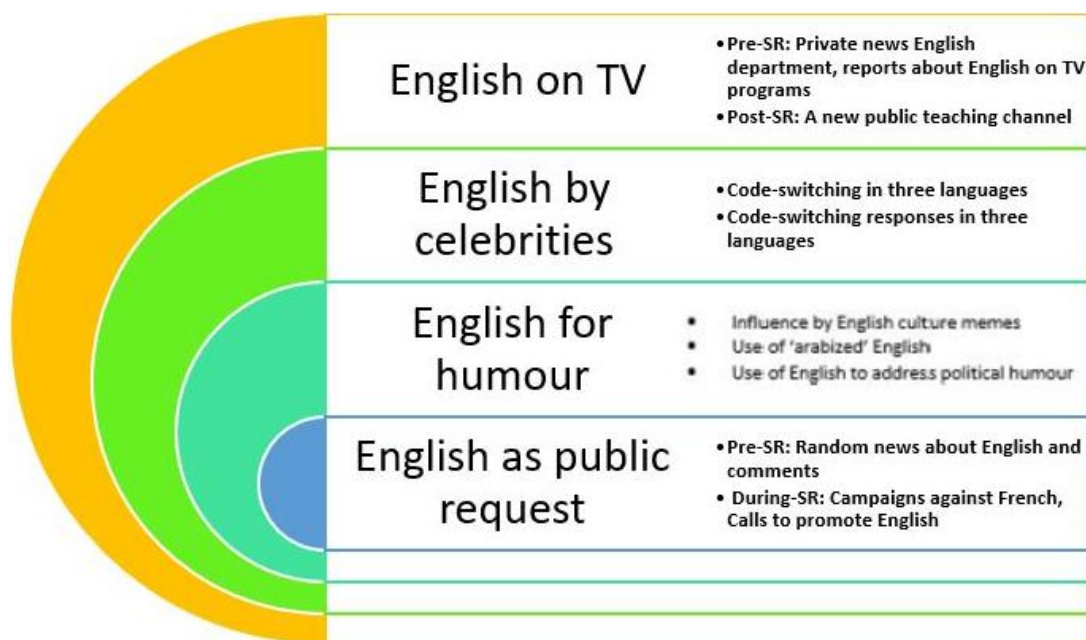 English on TV
•Pre-SR: Private news English
department, reports about English on TV
programs
•Post-SR: A new public teaching channel
English by
celebrities
•Code-switching in three languages
•Code-switching responses in three
languages
English for
humour
• Influence by English culture memes
• Use of 'arabized' English
• Use of English to address political humour
English as public
request
•Pre-SR: Random news about English and
comments
• During-SR: Campaigns against French,
Calls to promote English